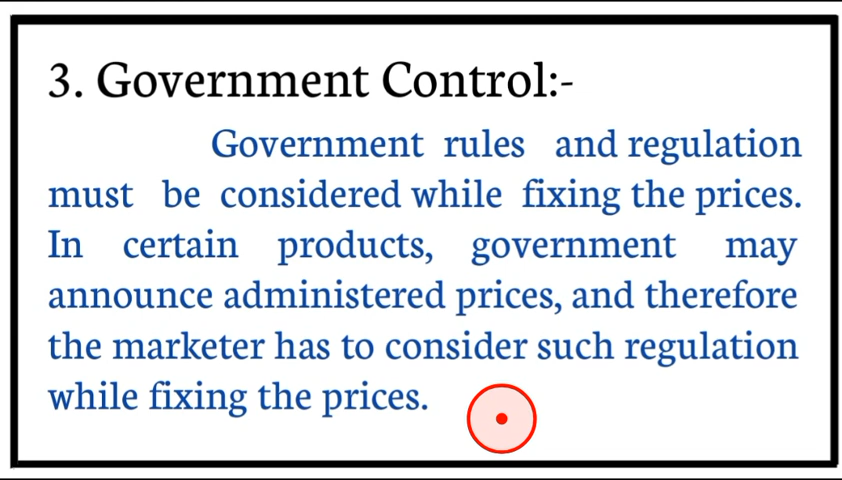 3. Government Control:-
Government rules and regulation
must be considered while fixing the prices.
In certain products, government may
announce administered prices, and therefore
the marketer has to consider such regulation
while fixing the prices.